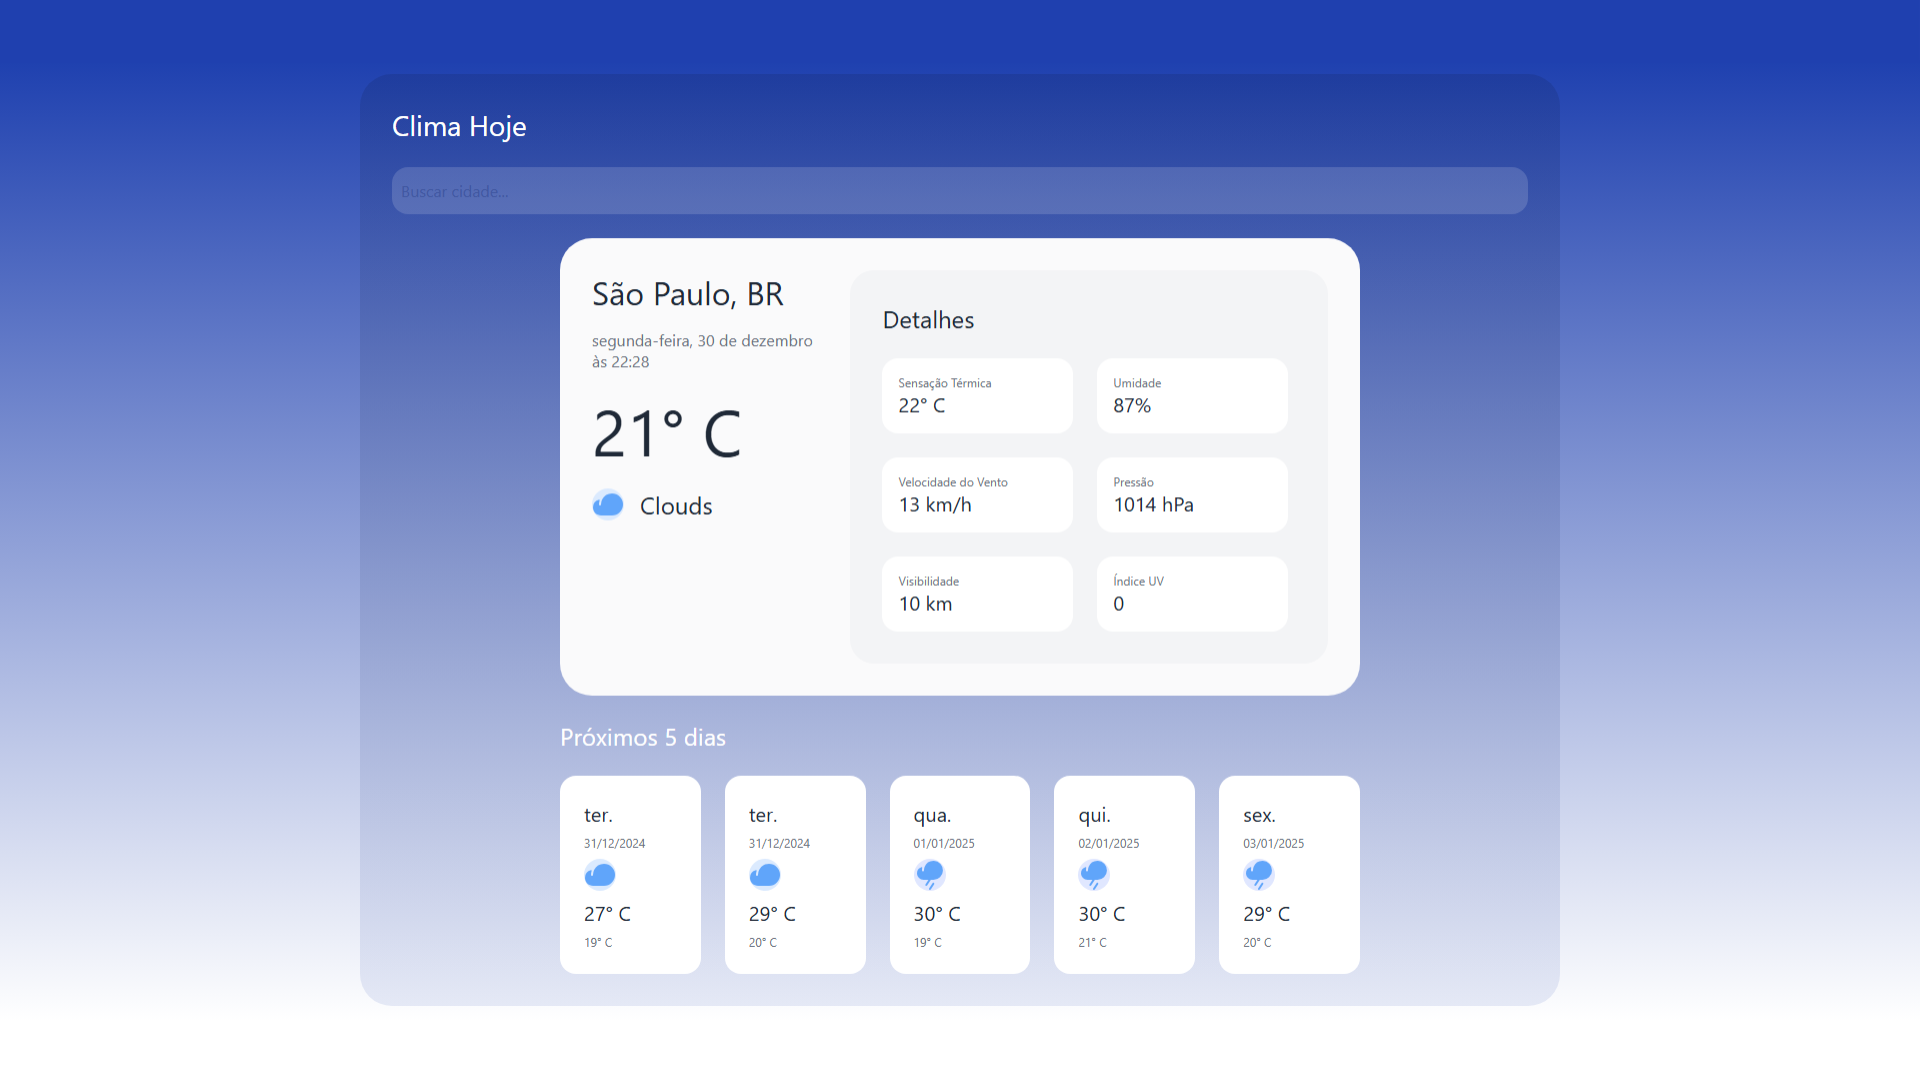 Clima Hoje
Buscar cidade...
São Paulo, BR
segunda-feira, 30 de dezembro
às 22:28
21° C
Clouds
Detalhes
Sensação Térmica
22° C
Umidade
87%
Velocidade do Vento
13 km/h
Pressão
1014 hPa
Visibilidade
10 km
Índice UV
0
Próximos 5 dias
ter.
31/12/2024
27° C
19° C
ter.
31/12/2024
29° C
20° C
qua.
01/01/2025
30° C
19° C
qui.
02/01/2025
30° C
21° C
sex.
03/01/2025
29° C
20° C